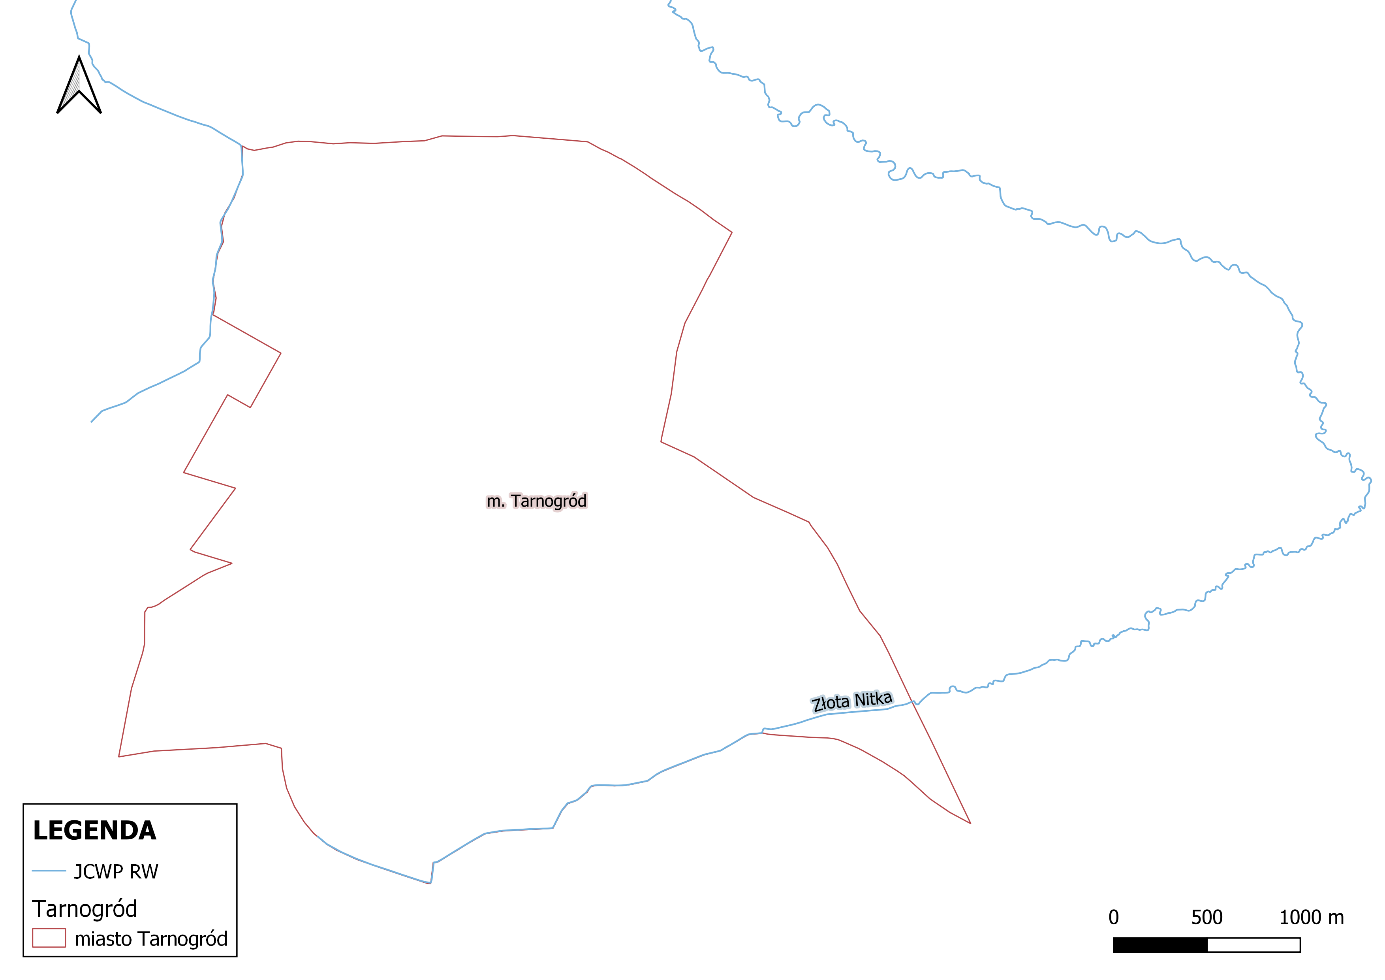 m. Tarnogród
Złota Nitka
LEGENDA
JCWP RW
Tarnogród
miasto Tarnogród
0 500 1000 m